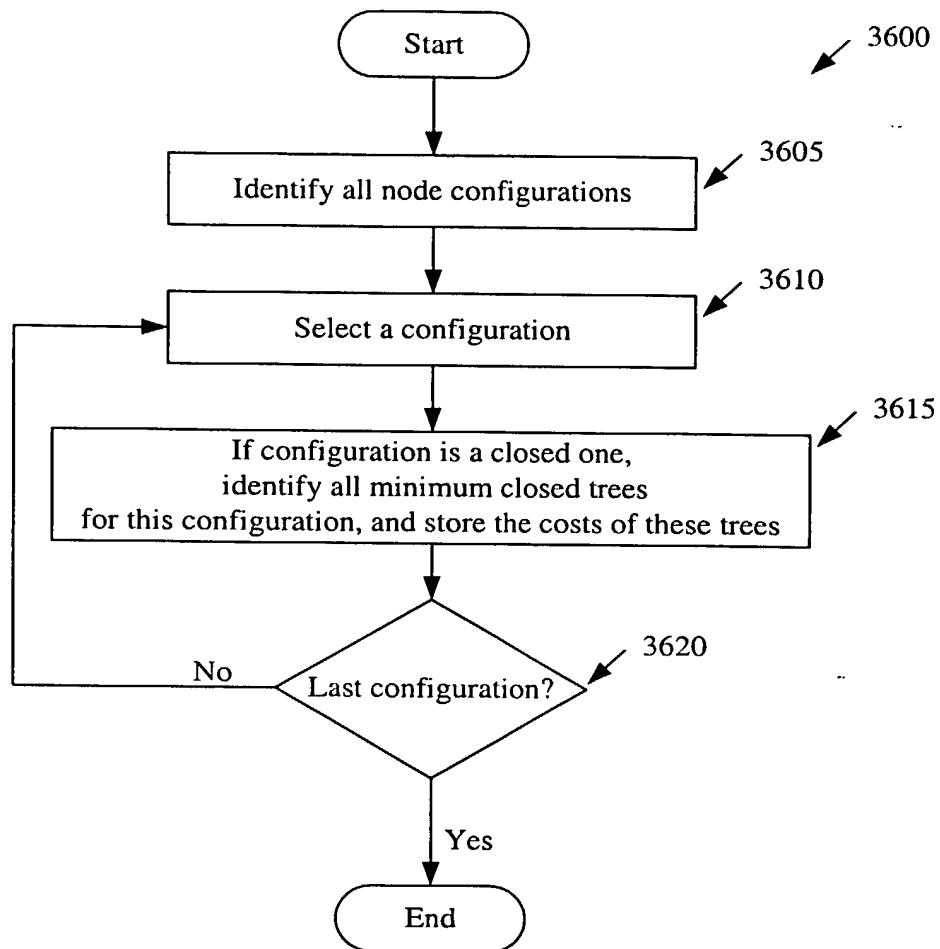 Start
3600
3605
Identify all node configurations
3610
Select a configuration
3615
If configuration is a closed one,
identify all minimum closed trees
for this configuration, and store the costs of these trees
3620
No
Last configuration?
Yes
End